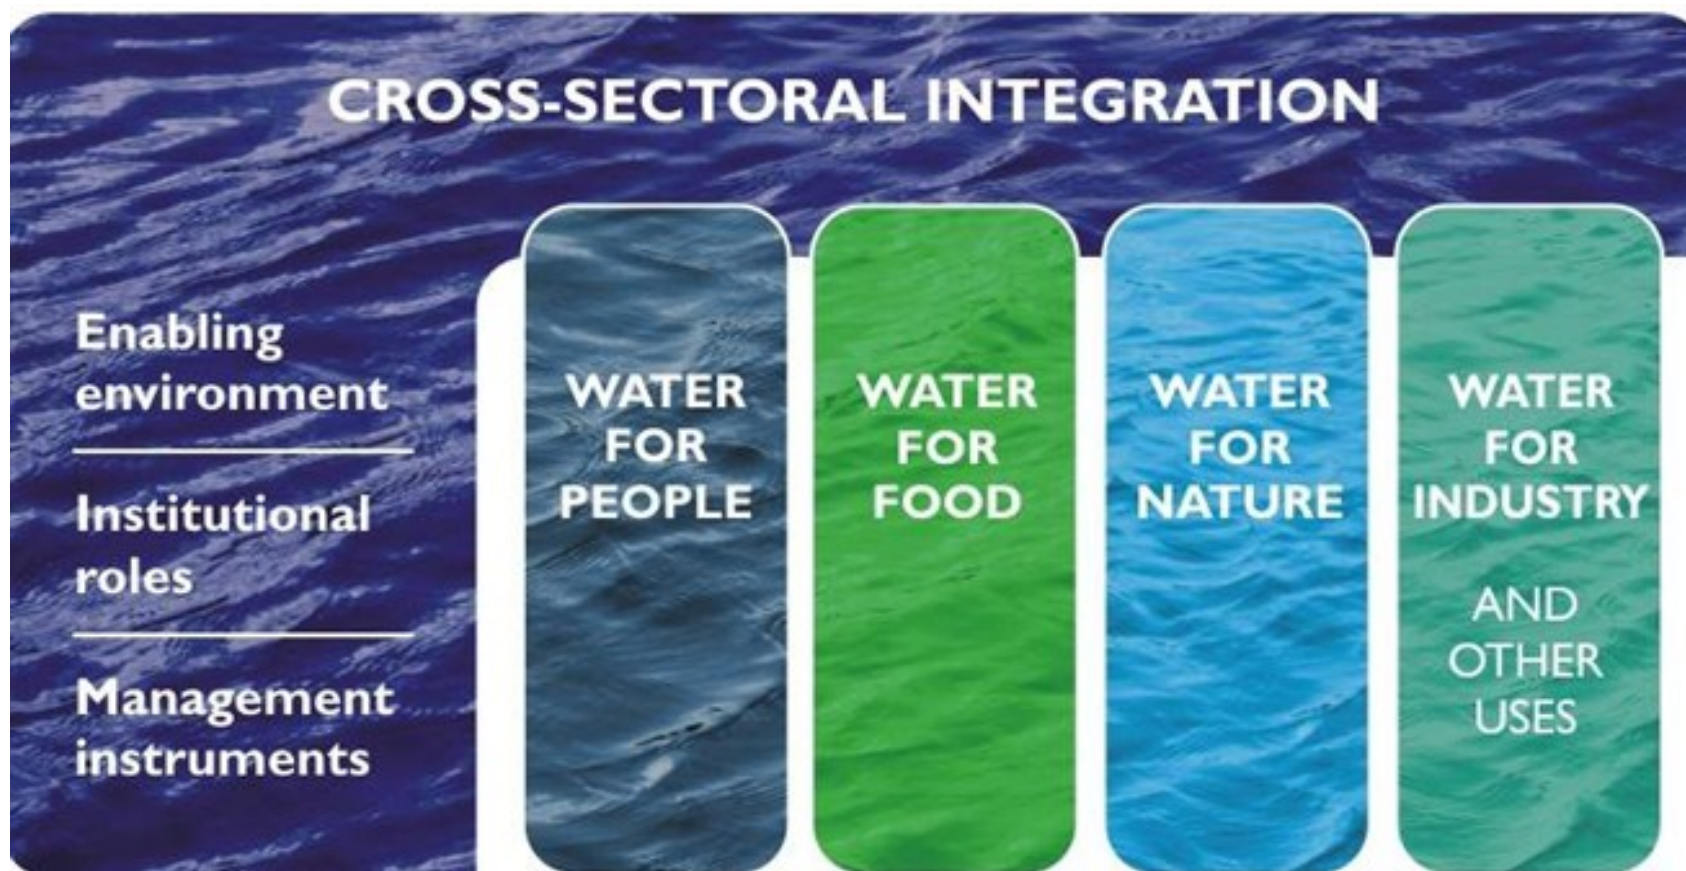 CROSS-SECTORAL INTEGRATION
Enabling
environment
Institutional
roles
Management
instruments
WATER
FOR
PEOPLE
WATER
FOR
FOOD
WATER
FOR
NATURE
WATER
FOR
INDUSTRY
AND
OTHER
USES